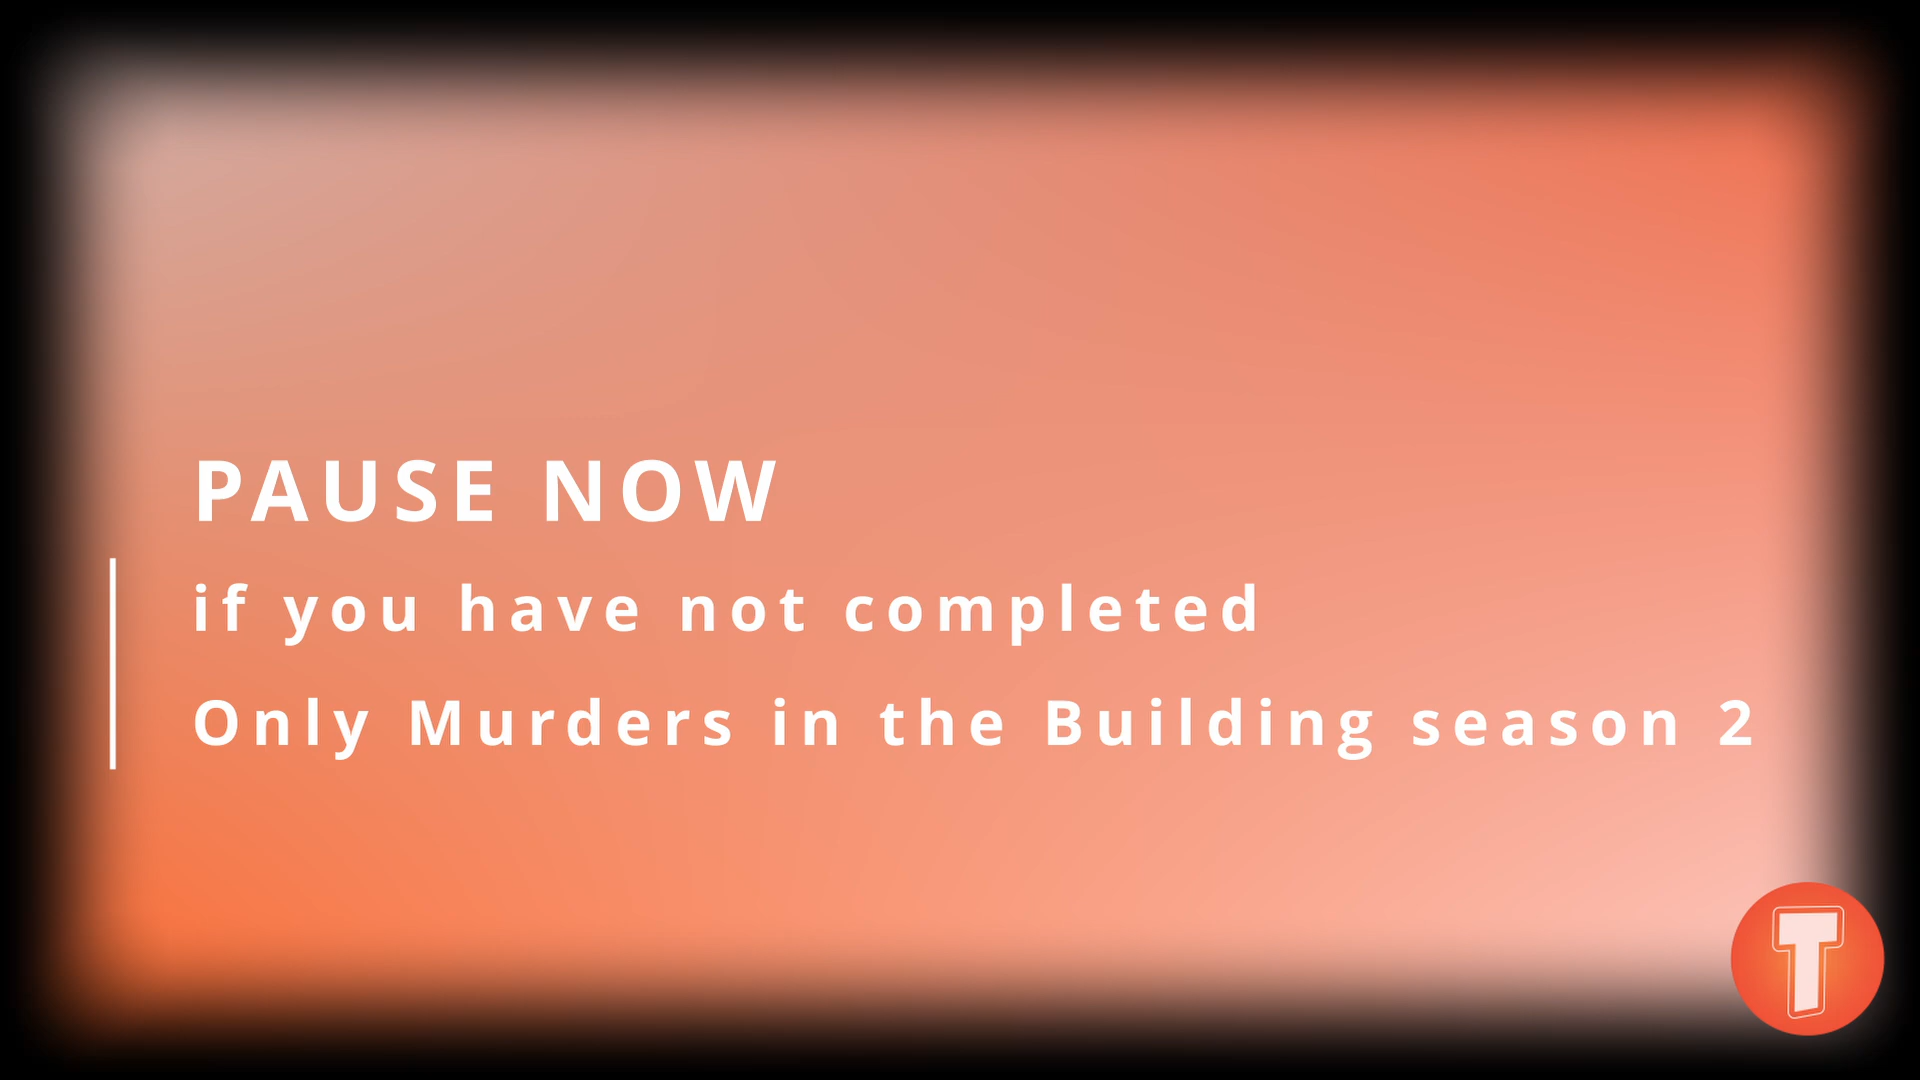 PAUSE NOW
if you have not completed
Only Murders in the Building season 2
T